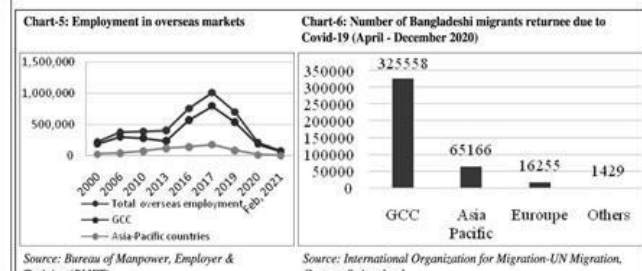 Chart-5: Employment in overseas markets
1,500,000
1,000,000
500,000
0
2000
2006
2010
2013
2016
2017
2019
2020
Feb, 2021
Total overseas employment
GCC
Asia-Pacific countries
Source: Bureau of Manpower, Employer &
Chart-6: Number of Bangladeshi migrants returnee due to
Covid-19 (April - December 2020)
350000
300000
250000
200000
150000
100000
50000
0
325558
65166
16255
1429
GCC
Asia
Pacific
Euroupe
Others
Source: International Organization for Migration-UN Migration,